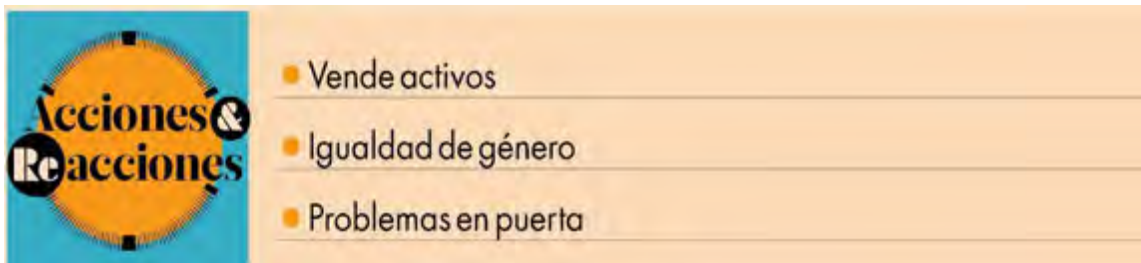 Acciones&
Reacciones
Vende activos
Igualdad de género
Problemas en puerta